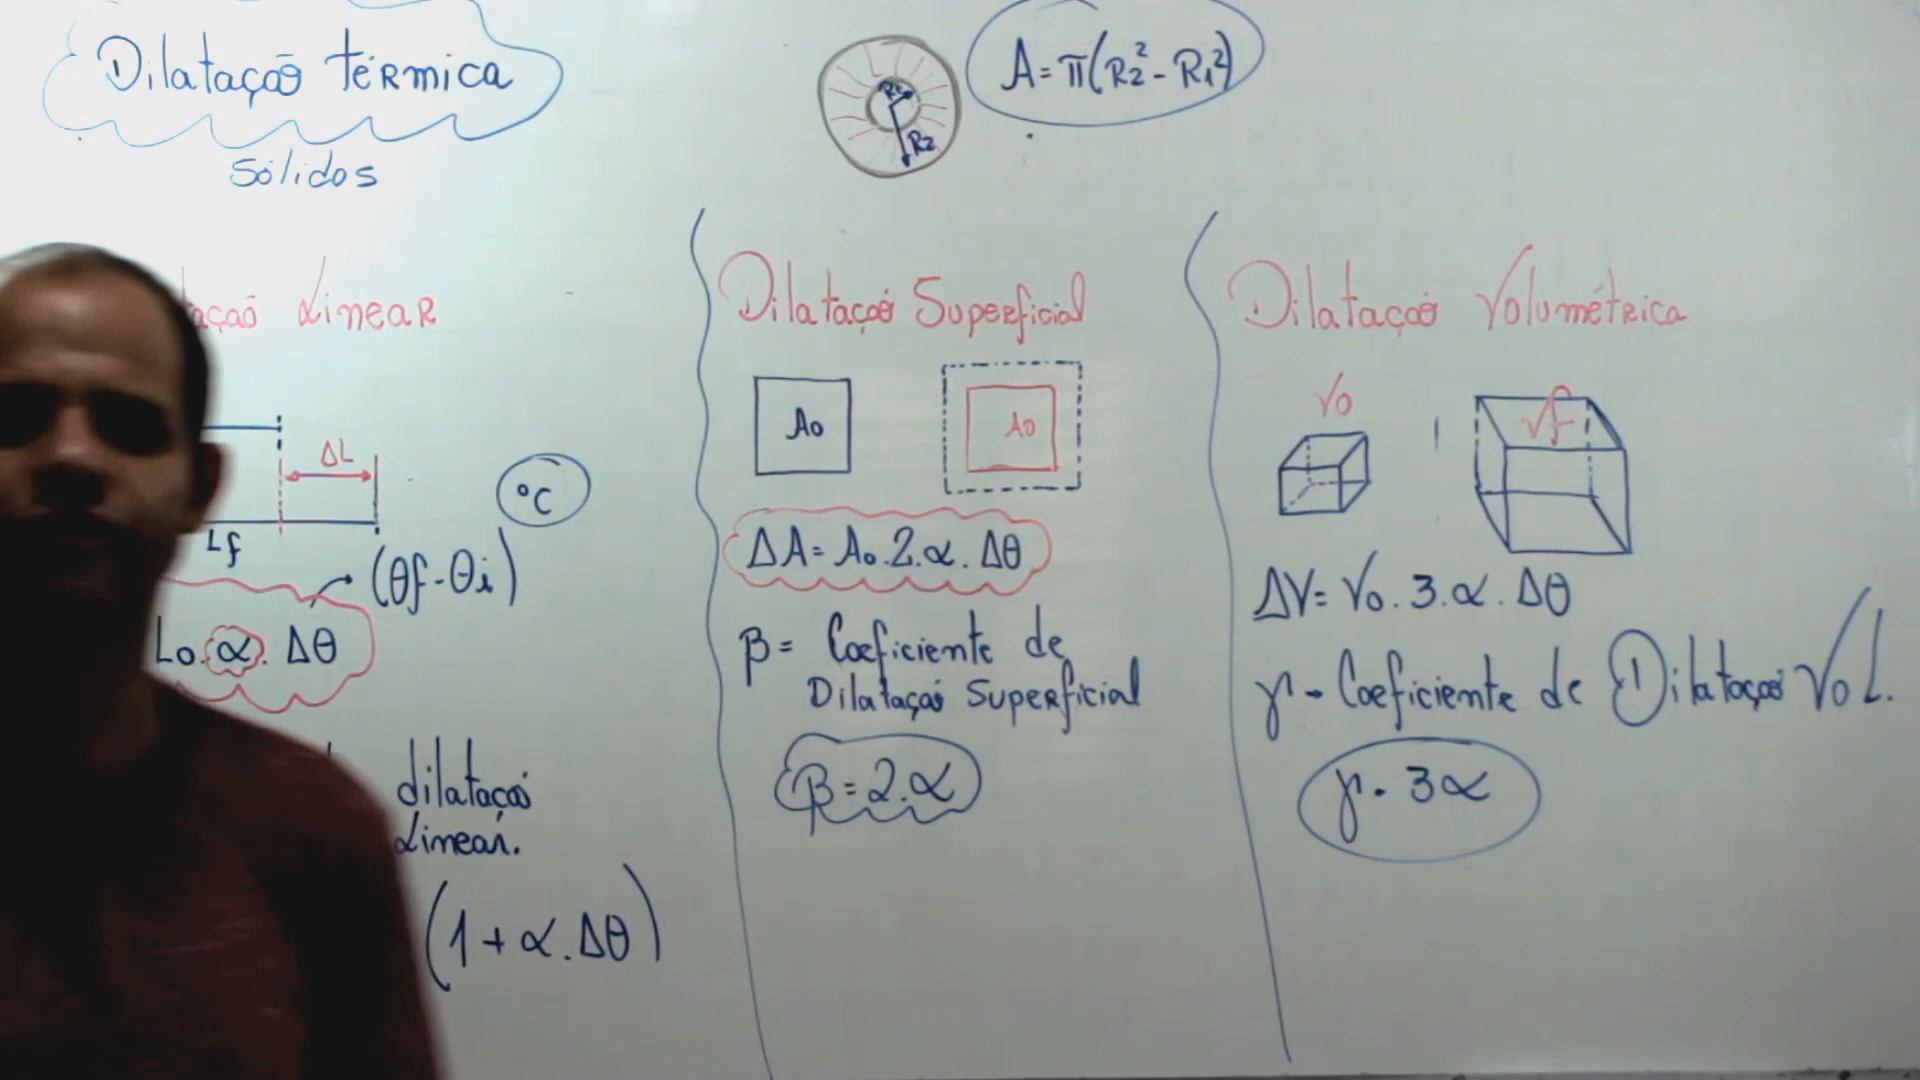 Dilatação térmica
Sólidos
R1
R2
A = π(R2² - R1²)
ação Linear
ΔL
Lf
°C
(θf - θi)
Lo . α . Δθ
dilatação
Linear.
(1 + α . Δθ)
Dilatação Superficial
Ao
Ao
ΔA = Ao . 2 . α . Δθ
β = Coeficiente de
Dilatação Superficial
β = 2 . α
Dilatação Volumétrica
Vo
Vf
ΔV = Vo . 3 . α . Δθ
γ - Coeficiente de Dilatação Vol.
γ = 3α